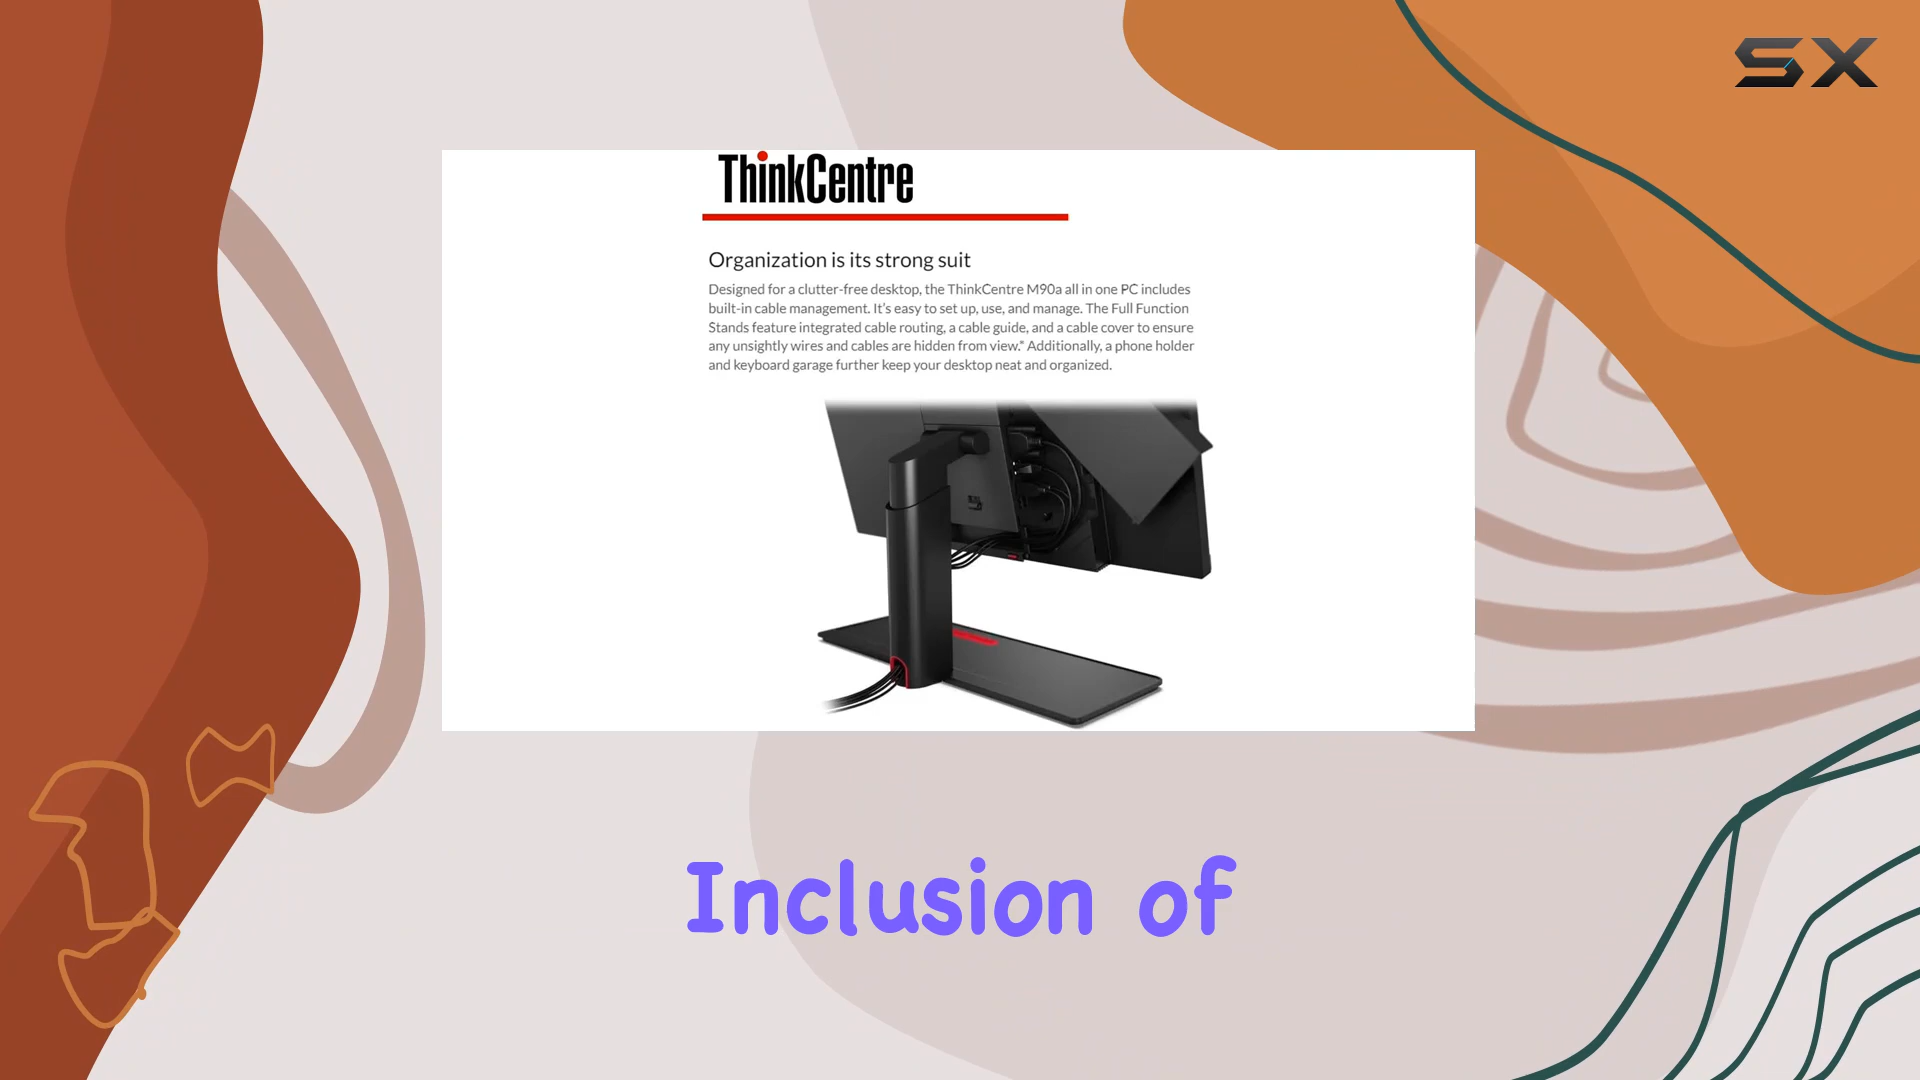 SX
ThinkCentre
Organization is its strong suit
Designed for a clutter-free desktop, the ThinkCentre M90a all in one PC includes
built-in cable management. It's easy to set up, use, and manage. The Full Function
Stands feature integrated cable routing, a cable guide, and a cable cover to ensure
any unsightly wires and cables are hidden from view.* Additionally, a phone holder
and keyboard garage further keep your desktop neat and organized.
Inclusion of